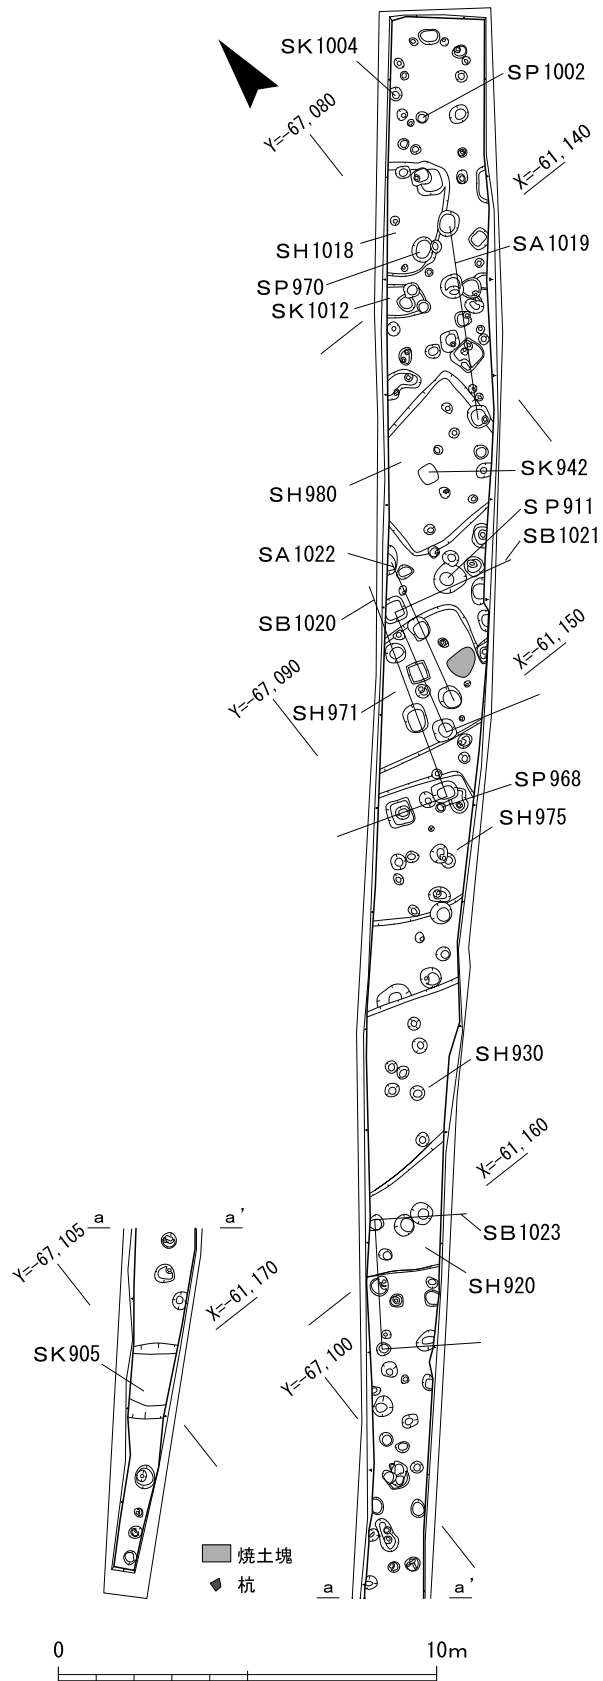 SK1004
SP1002
Y=-67,080
X=-61,140
SH1018
SA1019
SP970
SK1012
SK942
SH980
SP911
SB1021
SA1022
SB1020
X=-61,150
Y=-67,090
SH971
SP968
SH975
SH930
X=-61,160
a a'
SB1023
Y=-67,105
SH920
X=-61,170
SK905
Y=-67,100
焼土塊
杭
a a'
0 10m